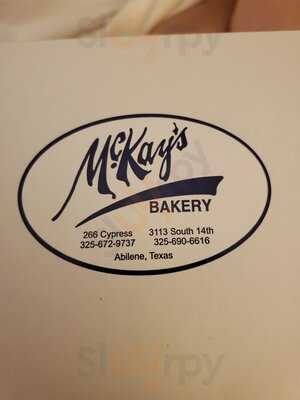 McKay's
BAKERY
266 Cypress 3113 South 14th
325-672-9737 325-690-6616
Abilene, Texas